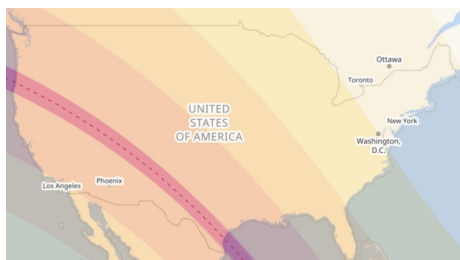 Ottawa
Toronto
UNITED
STATES
OF AMERICA
New York
Washington,
D.C.
Los Angeles
Phoenix